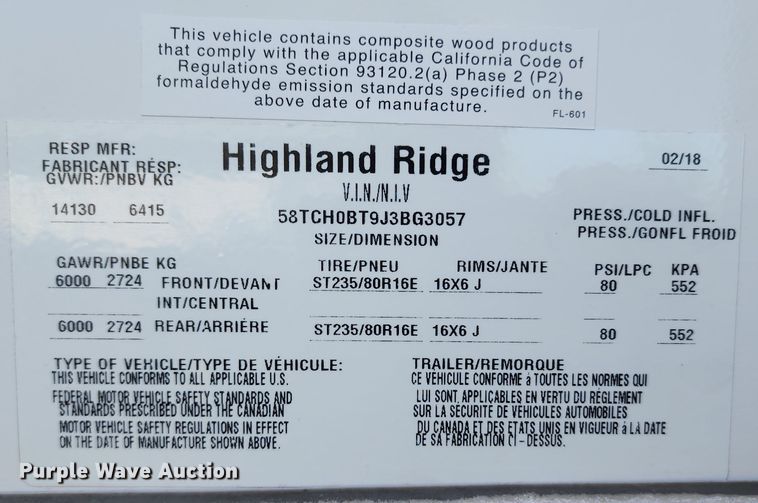 This vehicle contains composite wood products
that comply with the applicable California Code of
Regulations Section 93120.2(a) Phase 2 (P2)
formaldehyde emission standards specified on the
above date of manufacture.
FL-601
RESP MFR:
FABRICANT RÉSP:
Highland Ridge
02/18
GVWR:/PNBV KG
V.I.N./N.I.V
14130 6415
58TCH0BT9J3BG3057
SIZE/DIMENSION
PRESS./COLD INFL.
PRESS./GONFL FROID
GAWR/PNBE KG TIRE/PNEU RIMS/JANTE PSI/LPC KPA
6000 2724 FRONT/DEVANT ST235/80R16E 16X6 J 80 552
INT/CENTRAL
6000 2724 REAR/ARRIÈRE ST235/80R16E 16X6 J 80 552
TYPE OF VEHICLE/TYPE DE VÉHICULE: TRAILER/REMORQUE
THIS VEHICLE CONFORMS TO ALL APPLICABLE U.S.
FEDERAL MOTOR VEHICLE SAFETY STANDARDS AND
STANDARDS PRESCRIBED UNDER THE CANADIAN
MOTOR VEHICLE SAFETY REGULATIONS IN EFFECT
ON THE DATE OF MANUFACTURE SHOWN ABOVE.
CE VEHICULE CONFORME à TOUTES LES NORMES QUI
LUI SONT APPLICABLES EN VERTU DU RÉGLEMENT
SUR LA SÉCURITÉ DE VEHICULES AUTOMOBILES
DU CANADA ET DES ETATS UNIS EN VIGUEUR à LA DATE
DE SA FABRICATION CI-DESSUS.
Purple Wave Auction